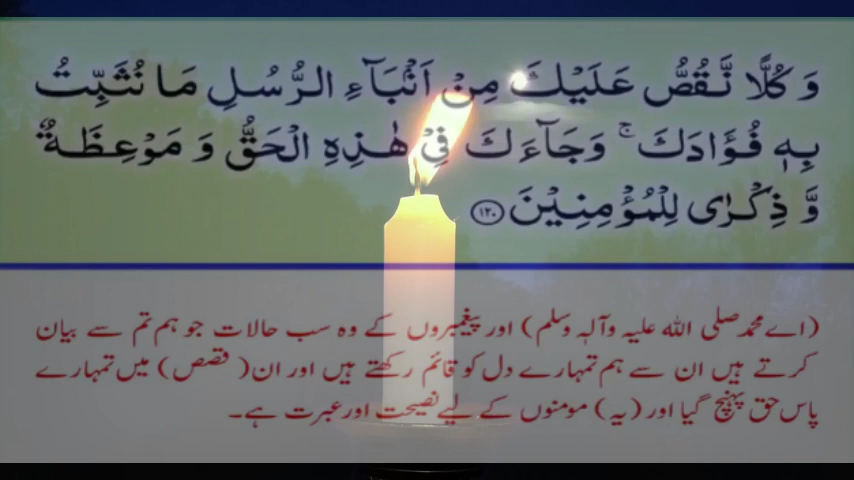 وَ كُلًّا نَّقُصُّ عَلَیْكَ مِنْ اَنْۢبَآءِ الرُّسُلِ مَا نُثَبِّتُ
بِهٖ فُؤَادَكَ ۚ وَجَآءَكَ فِیْ هٰذِهِ الْحَقُّ وَ مَوْعِظَةٌ
وَّ ذِكْرٰی لِلْمُؤْمِنِیْنَ ﴿۱۲۰﴾
(اے محمد صلی اللہ علیہ وآلہ وسلم) اور پیغمبروں کے وہ سب حالات جو ہم تم سے بیان
کرتے ہیں ان سے ہم تمہارے دل کو قائم رکھتے ہیں اور ان (قصص) میں تمہارے
پاس حق پہنچ گیا اور (یہ) مومنوں کے لیے نصیحت اور عبرت ہے۔